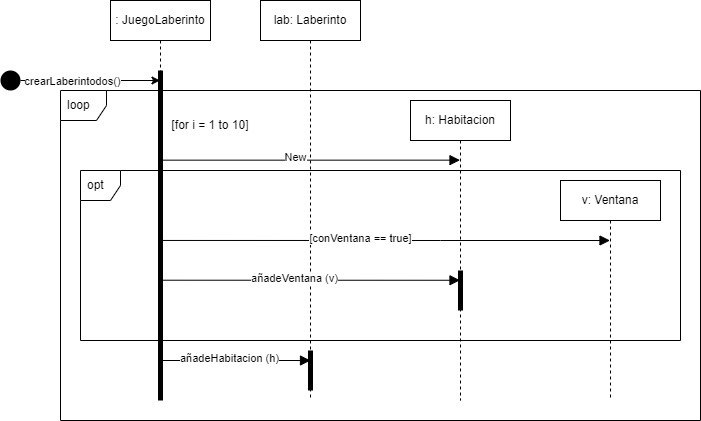 : JuegoLaberinto
lab: Laberinto
crearLaberintodos()
loop
[for i = 1 to 10]
h: Habitacion
New
opt
v: Ventana
[conVentana == true]
añadeVentana (v)
añadeHabitacion (h)